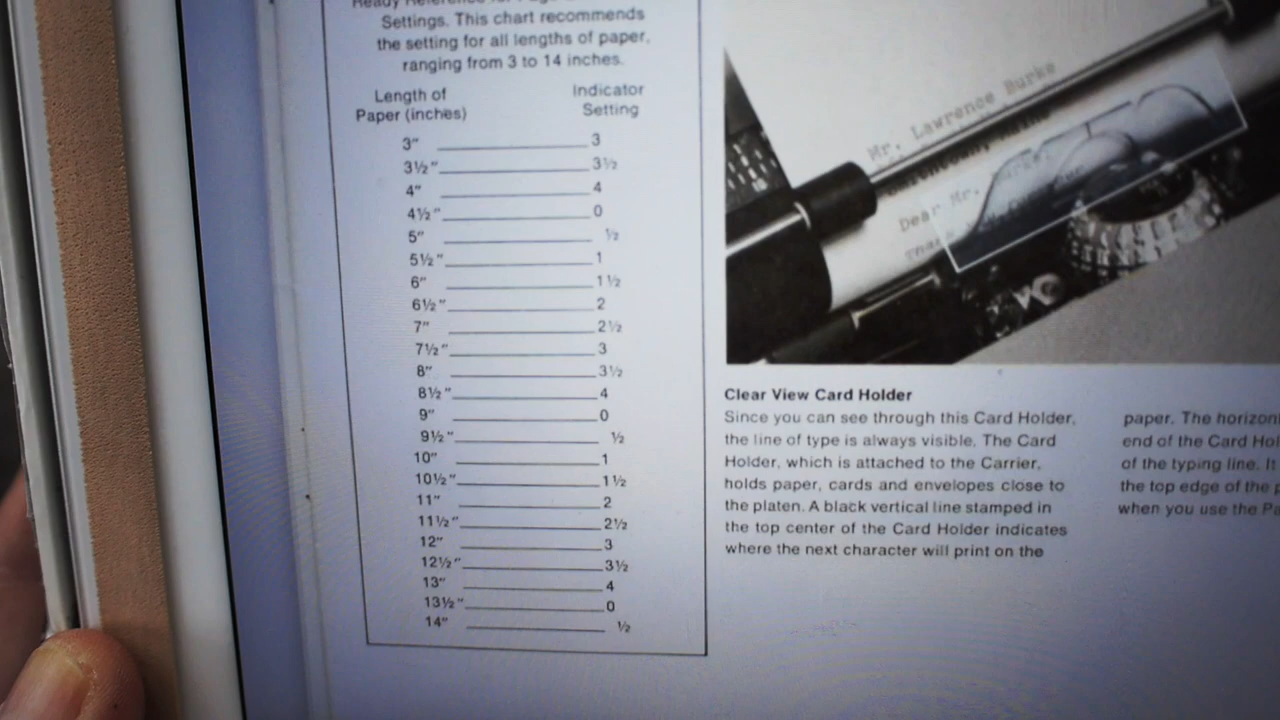 Ready Reference for Page
Settings. This chart recommends
the setting for all lengths of paper,
ranging from 3 to 14 inches.
Length of Paper (inches) Indicator Setting
3" 3
3½" 3½
4" 4
4½" 0
5" ½
5½" 1
6" 1½
6½" 2
7" 2½
7½" 3
8" 3½
8½" 4
9" 0
9½" ½
10" 1
10½" 1½
11" 2
11½" 2½
12" 3
12½" 3½
13" 4
13½" 0
14" ½
Mr. Lawrence Burke
Dear Mr.
Clear View Card Holder
Since you can see through this Card Holder,
the line of type is always visible. The Card
Holder, which is attached to the Carrier,
holds paper, cards and envelopes close to
the platen. A black vertical line stamped in
the top center of the Card Holder indicates
where the next character will print on the
paper. The
end of the Card
of the typing line. It
the top edge of the
when you use the